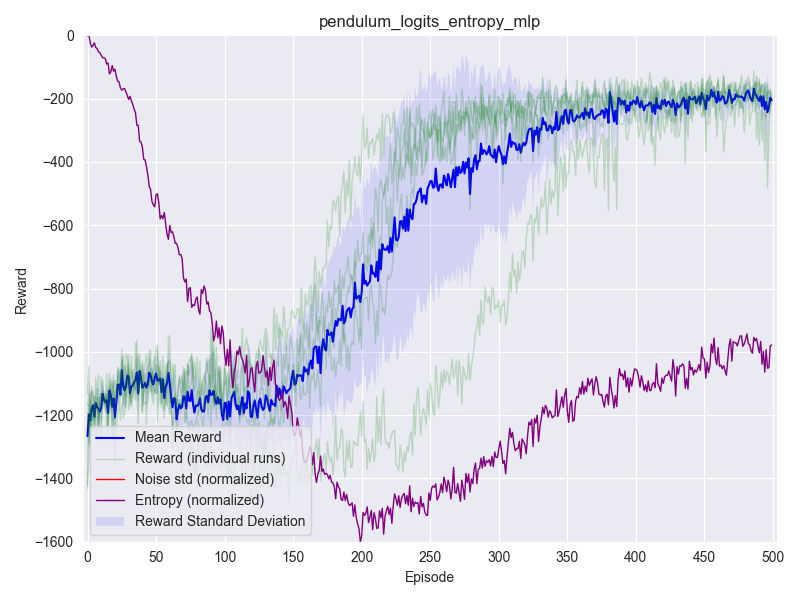 pendulum_logits_entropy_mlp
Reward
0
−200
−400
−600
−800
−1000
−1200
−1400
−1600
Mean Reward
Reward (individual runs)
Noise std (normalized)
Entropy (normalized)
Reward Standard Deviation
0 50 100 150 200 250 300 350 400 450 500
Episode